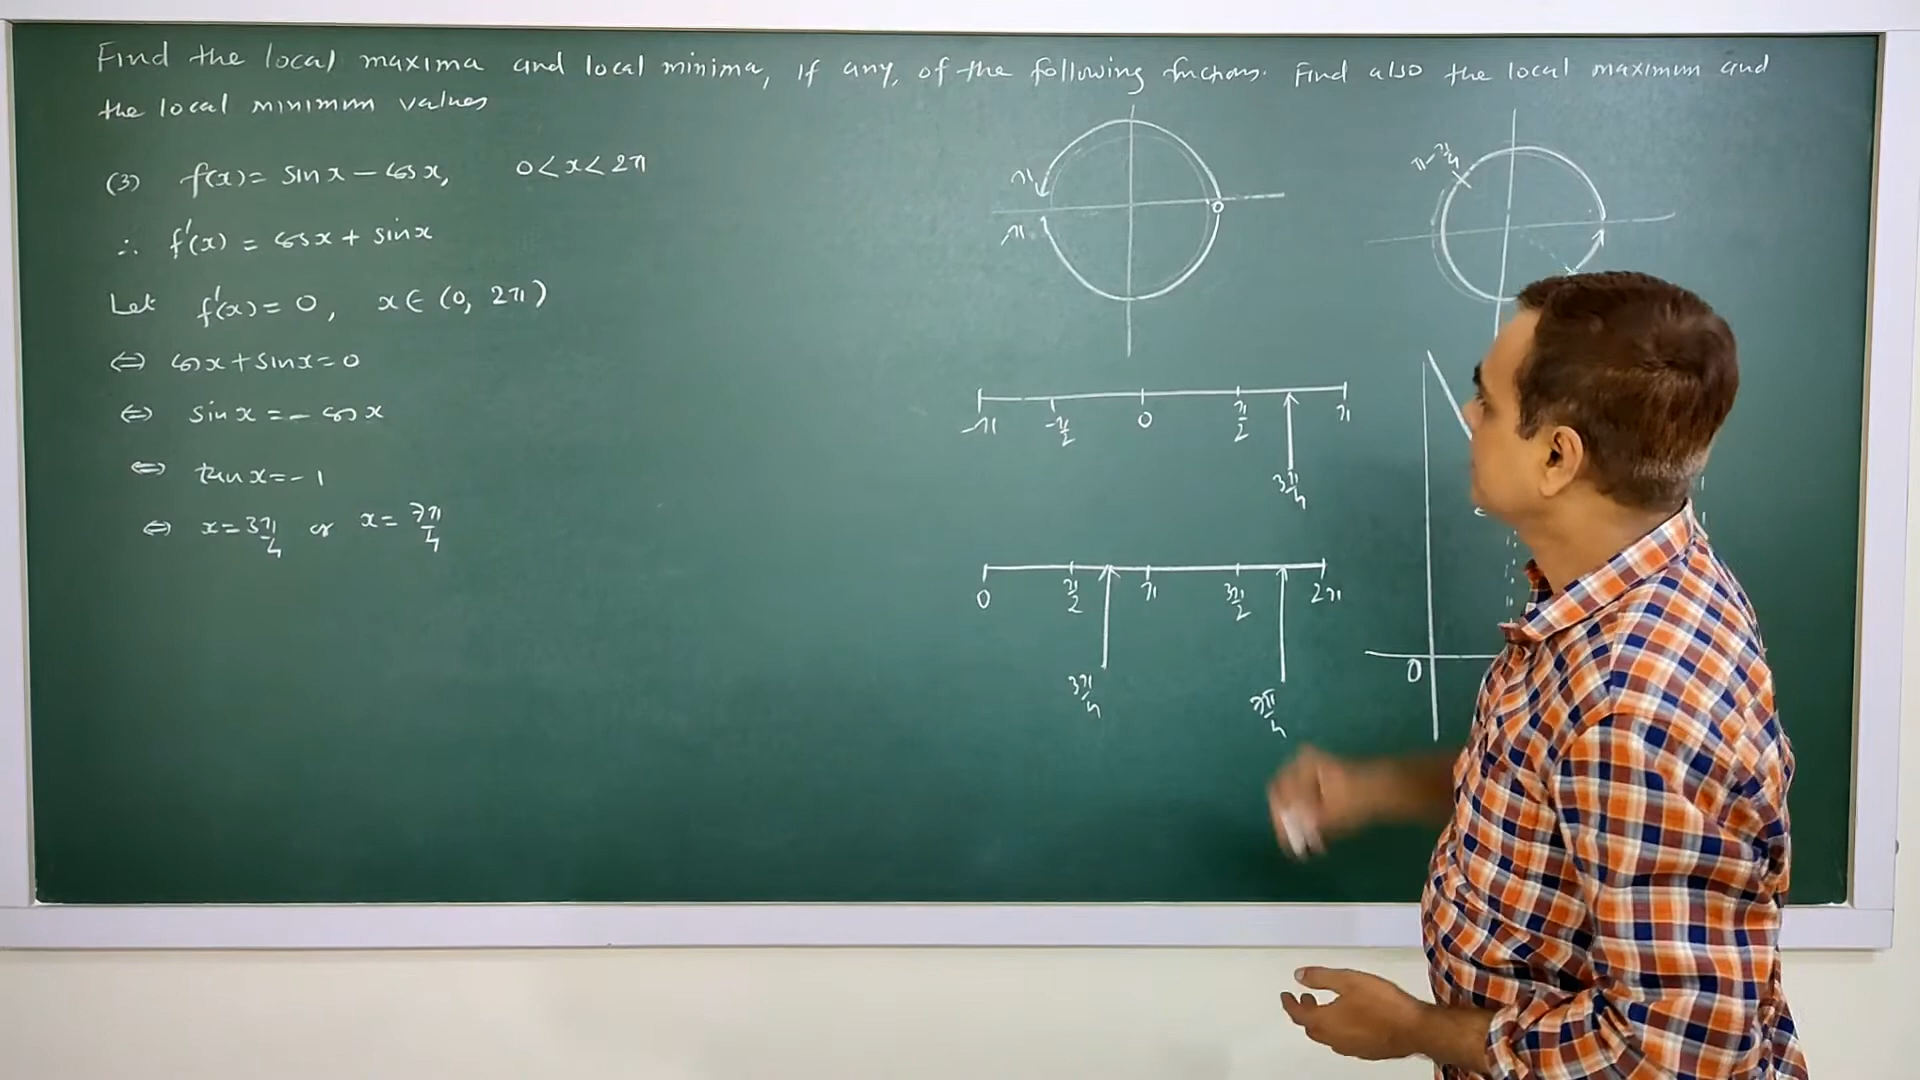 Find the local maxima and local minima, if any, of the following functions. Find also the local maximum and
the local minimum values
(3) f(x) = sin x − cos x, 0 < x < 2π
∴ f'(x) = cos x + sin x
Let f'(x) = 0, x ∈ (0, 2π)
⇔ cos x + sin x = 0
⇔ sin x = − cos x
⇔ tan x = −1
⇔ x = 3π/4 or x = 7π/4
π
-π
0
π − π/4
−π −π/2 0 π/2 π
3π/4
0 π/2 π 3π/2 2π
3π/4 7π/4
0